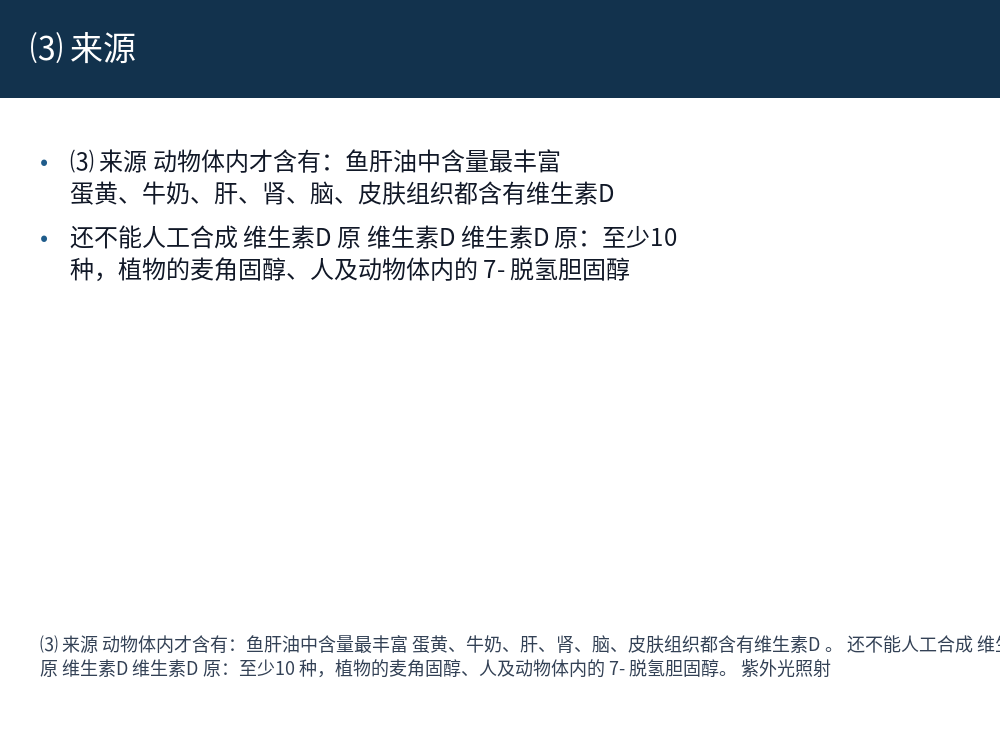 ⑶ 来源
⑶ 来源 动物体内才含有：鱼肝油中含量最丰富
蛋黄、牛奶、肝、肾、脑、皮肤组织都含有维生素D
还不能人工合成 维生素D 原 维生素D 维生素D 原：至少10
种，植物的麦角固醇、人及动物体内的 7- 脱氢胆固醇
⑶ 来源 动物体内才含有：鱼肝油中含量最丰富 蛋黄、牛奶、肝、肾、脑、皮肤组织都含有维生素D 。 还不能人工合成 维生
原 维生素D 维生素D 原：至少10 种，植物的麦角固醇、人及动物体内的 7- 脱氢胆固醇。 紫外光照射